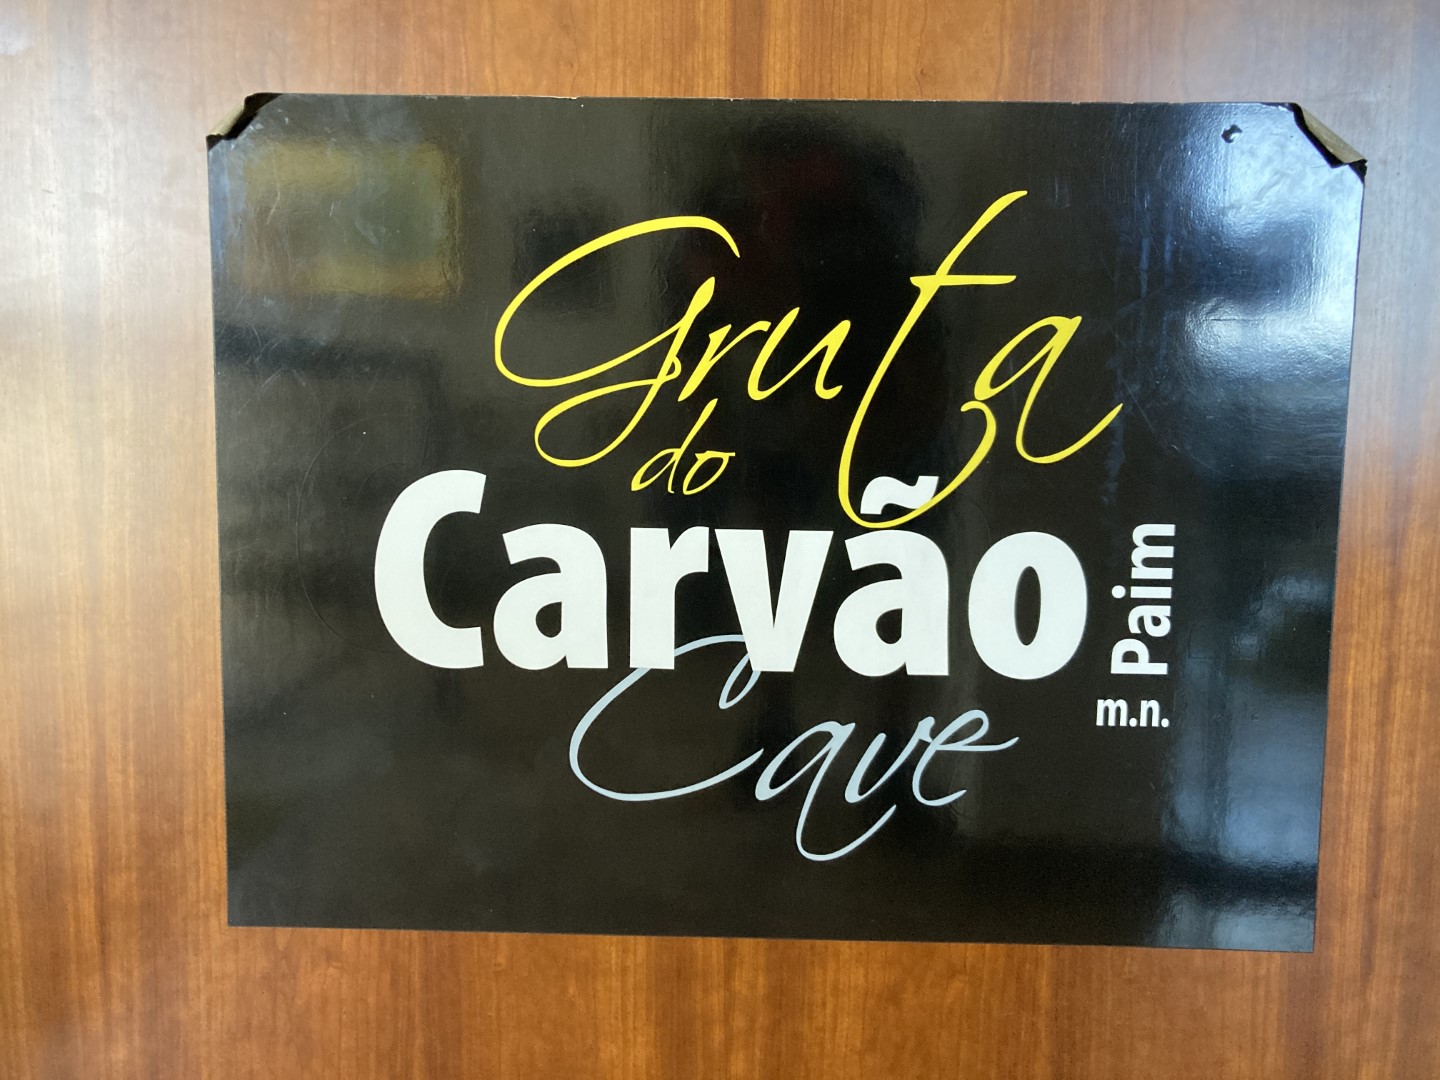 Gruta
do
Carvão
Cave
m.n. Paim